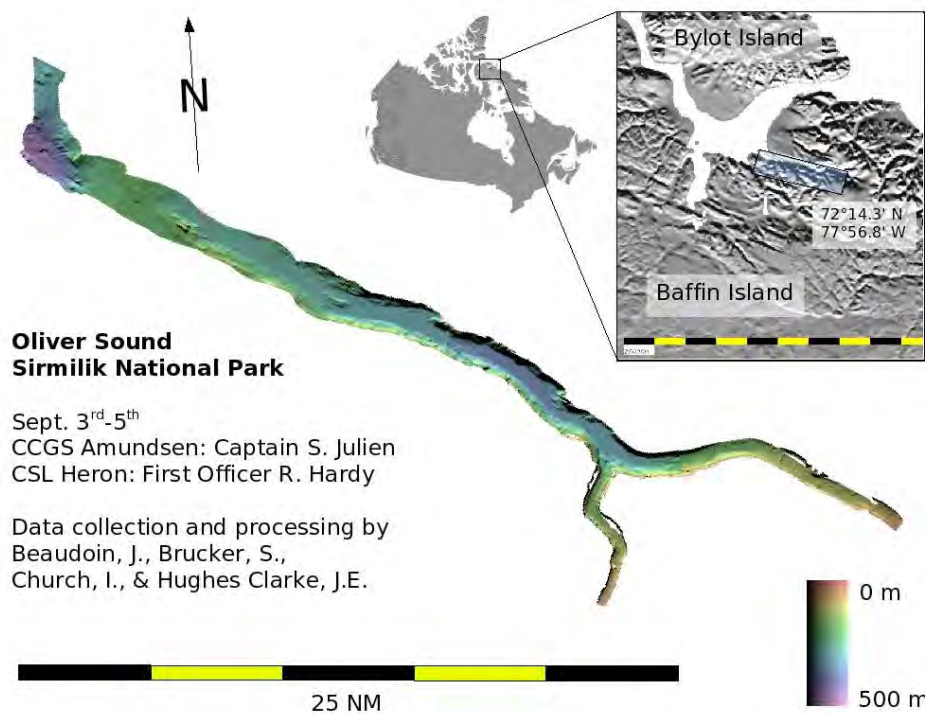 N
Bylot Island
72°14.3' N
77°56.8' W
Baffin Island
Oliver Sound
Sirmilik National Park
Sept. 3rd-5th
CCGS Amundsen: Captain S. Julien
CSL Heron: First Officer R. Hardy
Data collection and processing by
Beaudoin, J., Brucker, S.,
Church, I., & Hughes Clarke, J.E.
0 m
500 m
25 NM